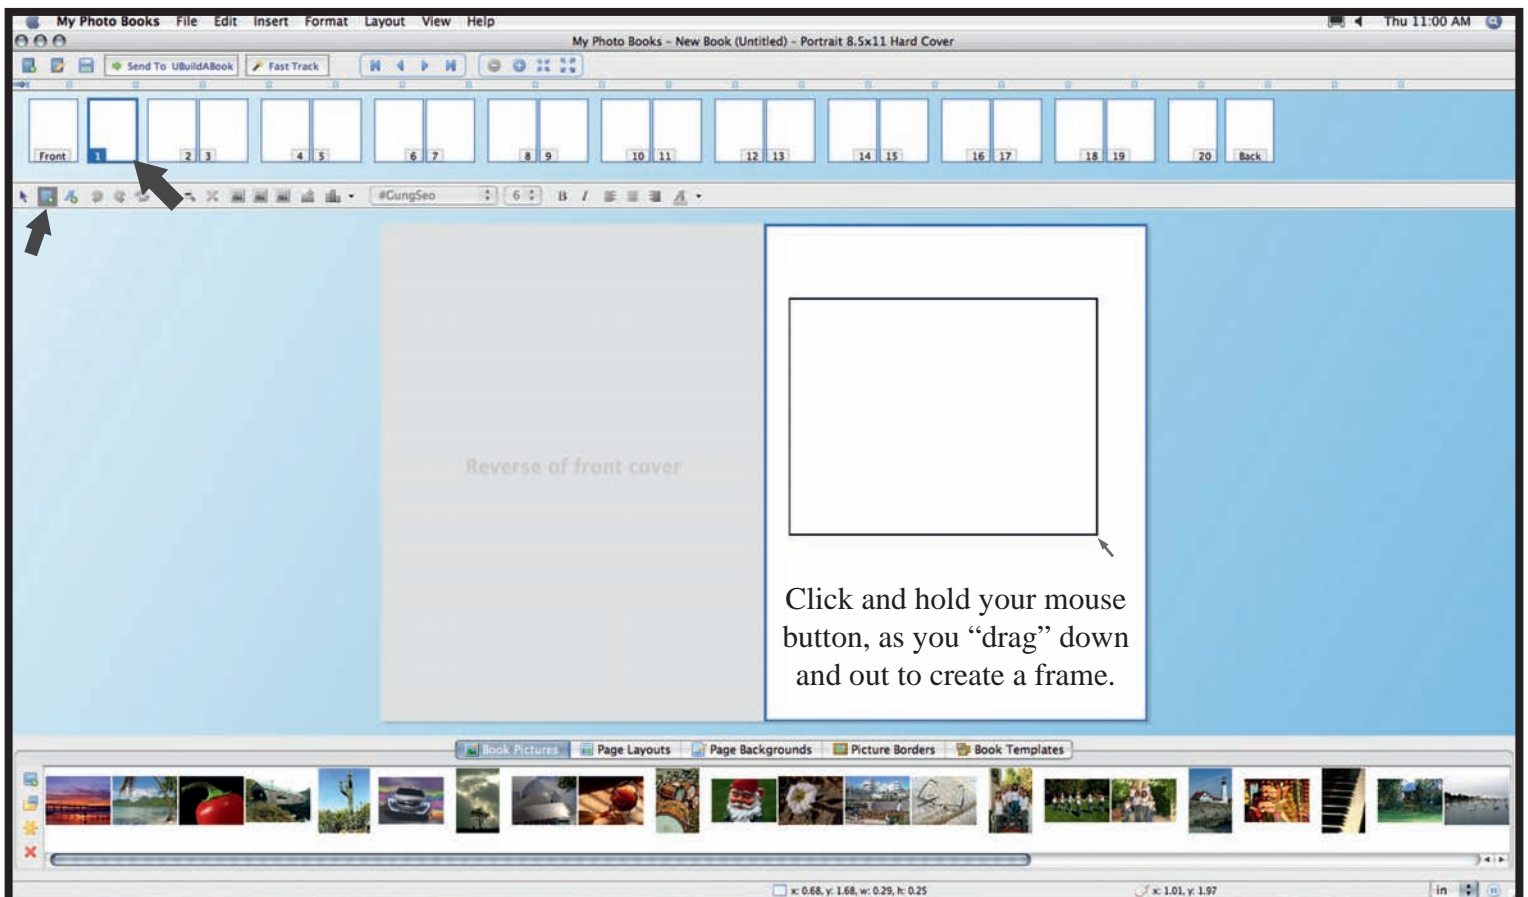 My Photo Books File Edit Insert Format Layout View Help Thu 11:00 AM
My Photo Books - New Book (Untitled) - Portrait 8.5x11 Hard Cover
Send To UBuildABook Fast Track
Front 1 2 3 4 5 6 7 8 9 10 11 12 13 14 15 16 17 18 19 20 Back
#GungSeo 6 B I A
Reverse of front cover
Click and hold your mouse
button, as you “drag” down
and out to create a frame.
Book Pictures Page Layouts Page Backgrounds Picture Borders Book Templates
x: 0.68, y: 1.68, w: 0.29, h: 0.25 x: 1.01, y: 1.97 in